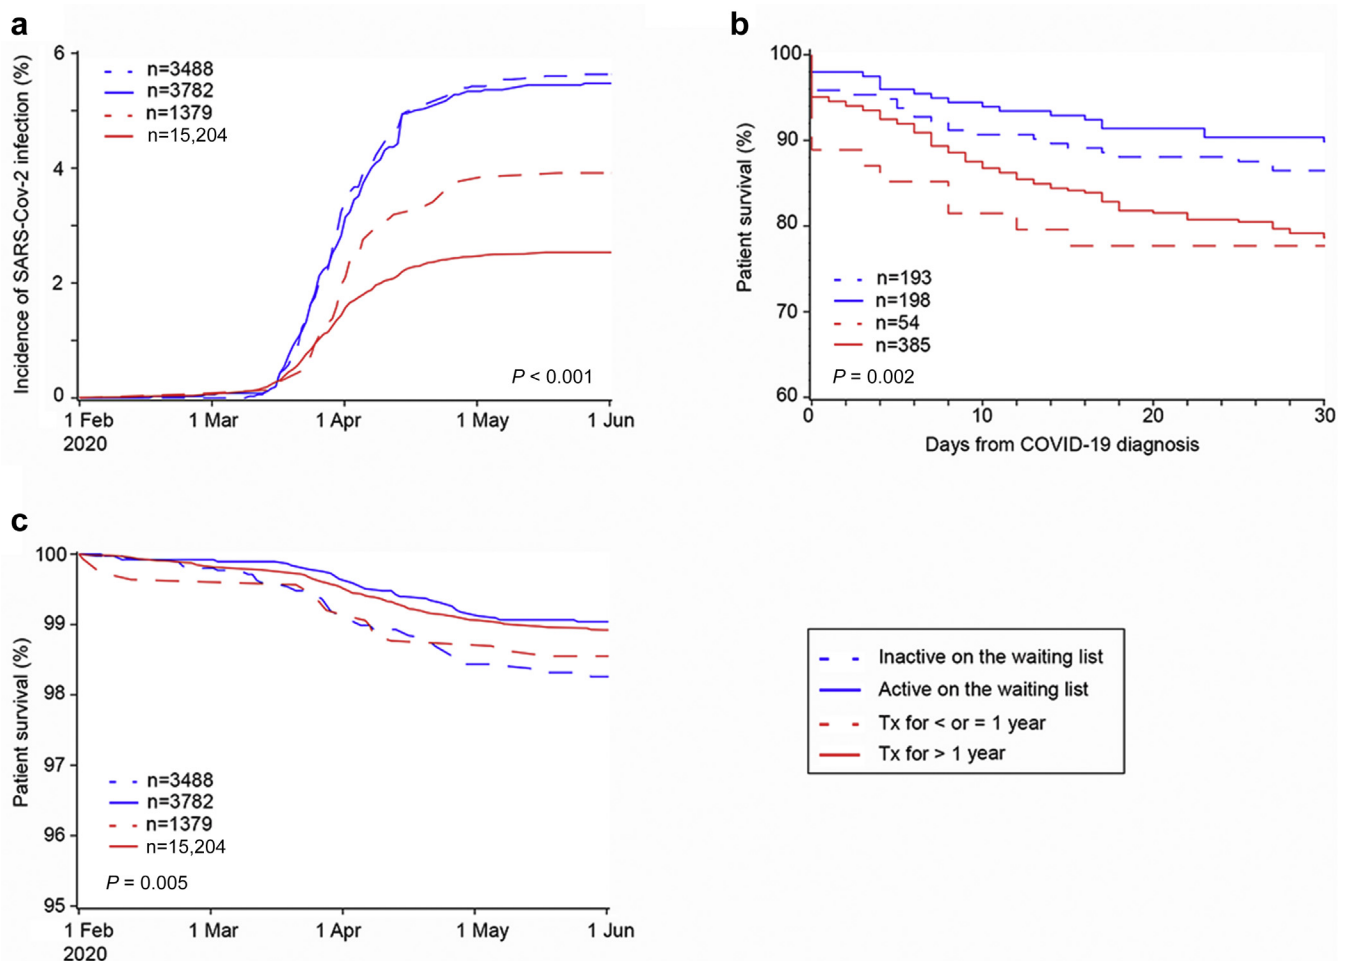 a
Incidence of SARS-Cov-2 infection (%)
6
4
2
0
n=3488
n=3782
n=1379
n=15,204
P < 0.001
1 Feb 1 Mar 1 Apr 1 May 1 Jun
2020
b
Patient survival (%)
100
90
80
70
60
n=193
n=198
n=54
n=385
P = 0.002
0 10 20 30
Days from COVID-19 diagnosis
c
Patient survival (%)
100
99
98
97
96
95
n=3488
n=3782
n=1379
n=15,204
P = 0.005
1 Feb 1 Mar 1 Apr 1 May 1 Jun
2020
Inactive on the waiting list
Active on the waiting list
Tx for < or = 1 year
Tx for > 1 year